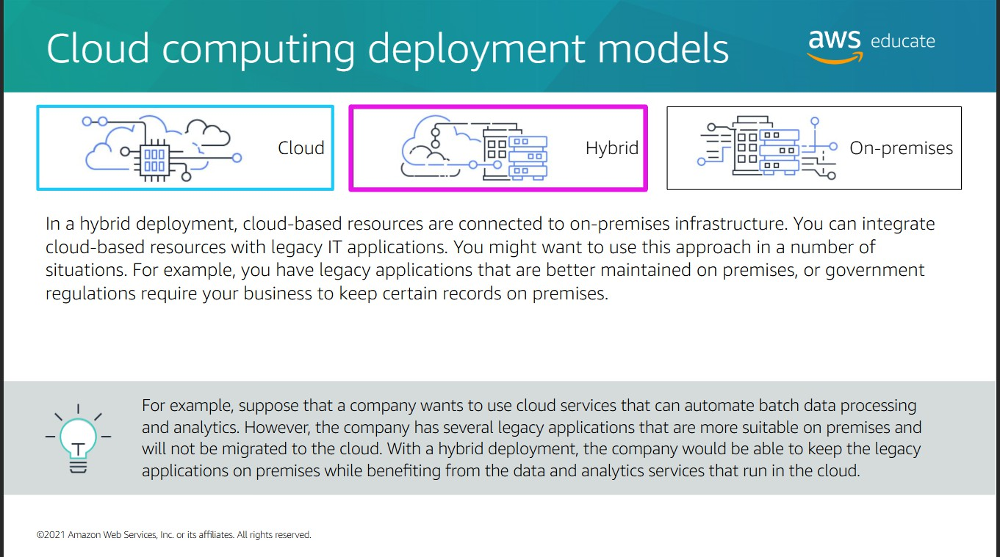 Cloud computing deployment models
aws educate
Cloud
Hybrid
On-premises
In a hybrid deployment, cloud-based resources are connected to on-premises infrastructure. You can integrate
cloud-based resources with legacy IT applications. You might want to use this approach in a number of
situations. For example, you have legacy applications that are better maintained on premises, or government
regulations require your business to keep certain records on premises.
For example, suppose that a company wants to use cloud services that can automate batch data processing
and analytics. However, the company has several legacy applications that are more suitable on premises and
will not be migrated to the cloud. With a hybrid deployment, the company would be able to keep the legacy
applications on premises while benefiting from the data and analytics services that run in the cloud.
©2021 Amazon Web Services, Inc. or its affiliates. All rights reserved.